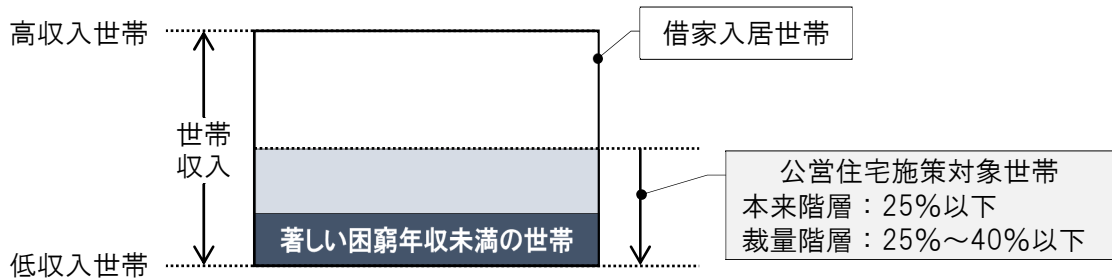 高収入世帯
借家入居世帯
世帯
収入
公営住宅施策対象世帯
本来階層：25％以下
裁量階層：25％～40％以下
著しい困窮年収未満の世帯
低収入世帯